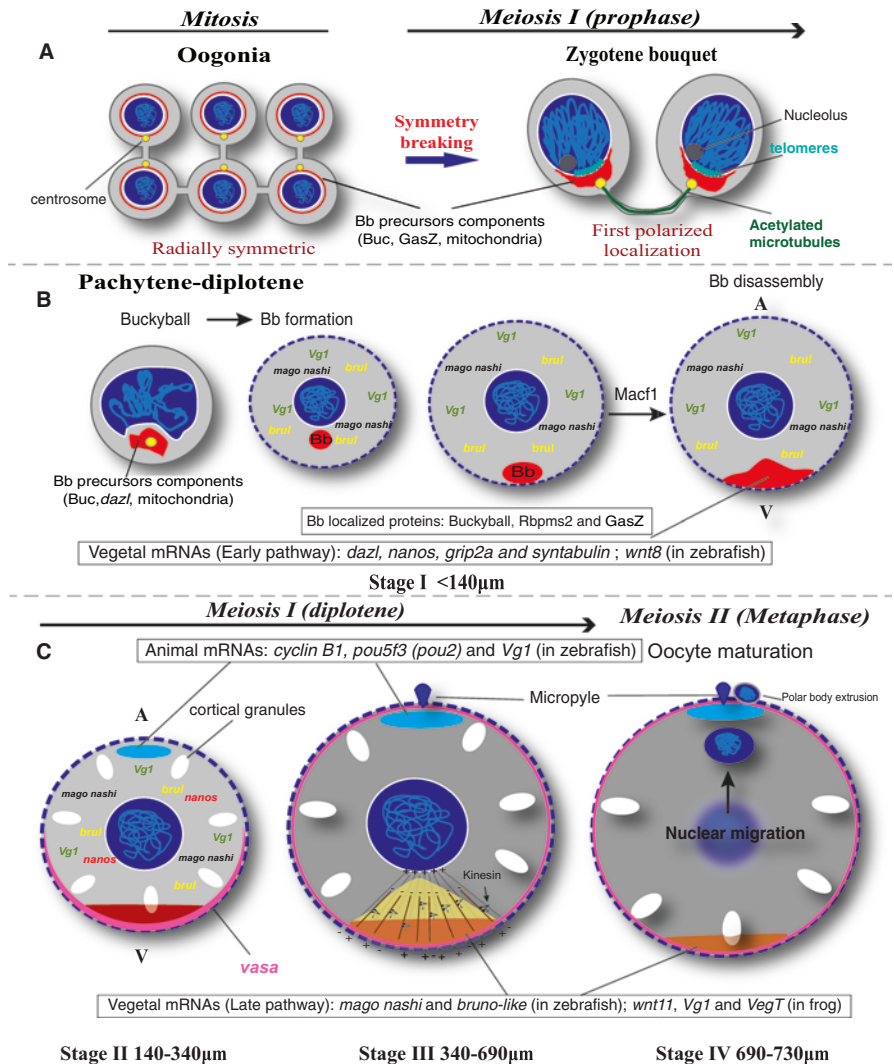 Mitosis
Meiosis I (prophase)
A
Oogonia
Zygotene bouquet
Symmetry
breaking
Nucleolus
telomeres
centrosome
Bb precursors components
(Buc, GasZ, mitochondria)
Radially symmetric
First polarized
localization
Acetylated
microtubules
B
Pachytene-diplotene
Bb disassembly
Buckyball
Bb formation
A
Vg1
brul
mago nashi
Vg1
Vg1
mago nashi
brul
Bb
brul
Vg1
brul
mago nashi
Vg1
Vg1
mago nashi
brul
brul
Bb
Macf1
Vg1
brul
mago nashi
Vg1
Vg1
mago nashi
brul
brul
Bb precursors components
(Buc,dazl, mitochondria)
V
Bb localized proteins: Buckyball, Rbpms2 and GasZ
Vegetal mRNAs (Early pathway): dazl, nanos, grip2a and syntabulin ; wnt8 (in zebrafish)
Stage I <140µm
Meiosis I (diplotene)
Meiosis II (Metaphase)
C
Animal mRNAs: cyclin B1, pou5f3 (pou2) and Vg1 (in zebrafish)
Oocyte maturation
Micropyle
Polar body extrusion
cortical granules
A
Vg1
mago nashi
brul
nanos
brul
Vg1
Vg1
nanos
mago nashi
brul
V
vasa
Kinesin
Nuclear migration
Vegetal mRNAs (Late pathway): mago nashi and bruno-like (in zebrafish); wnt11, Vg1 and VegT (in frog)
Stage II 140-340µm
Stage III 340-690µm
Stage IV 690-730µm